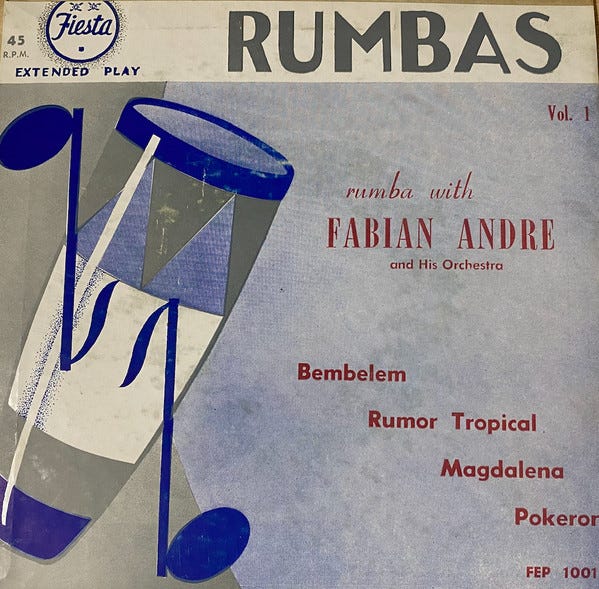 Fiesta
45
R.P.M.
EXTENDED PLAY
RUMBAS
Vol. 1
rumba with
FABIAN ANDRE
and His Orchestra
Bembelem
Rumor Tropical
Magdalena
Pokeror
FEP 1001